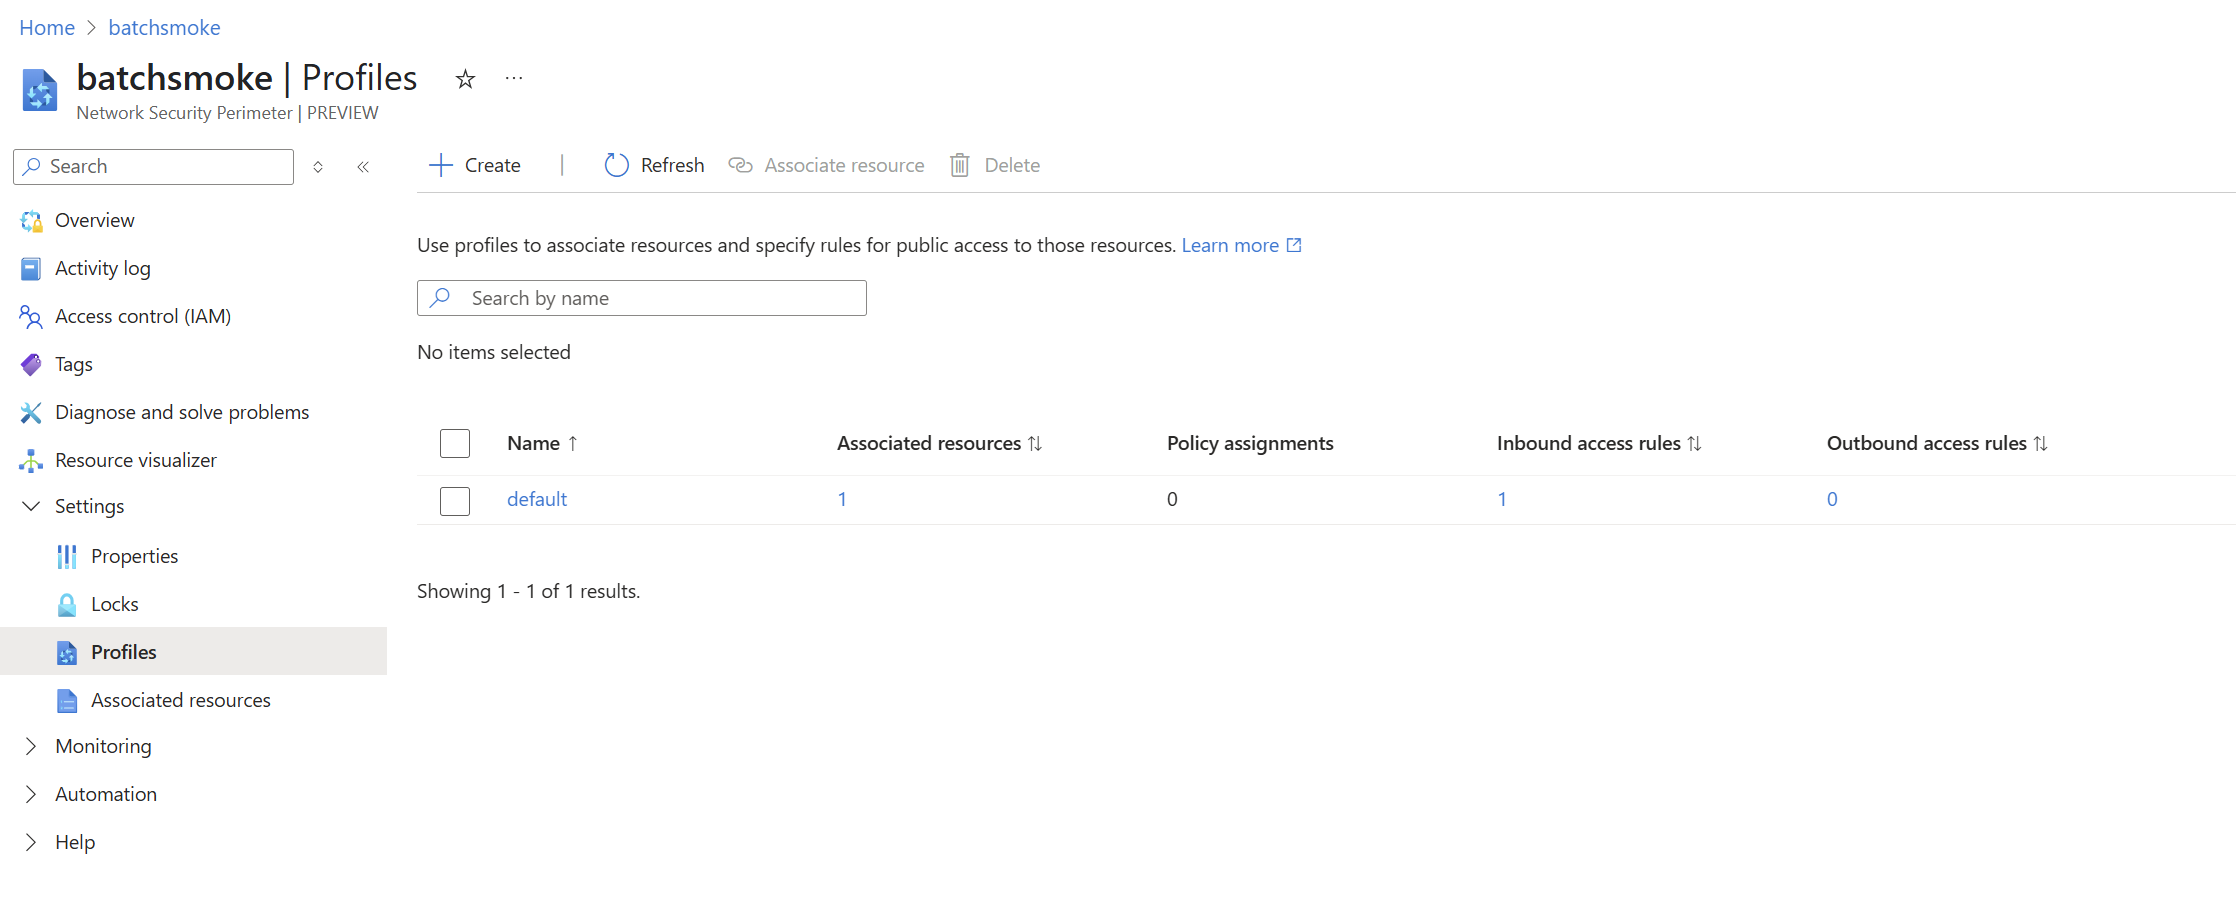 Home > batchsmoke
batchsmoke | Profiles ☆ ···
Network Security Perimeter | PREVIEW
Search
Overview
Activity log
Access control (IAM)
Tags
Diagnose and solve problems
Resource visualizer
Settings
Properties
Locks
Profiles
Associated resources
Monitoring
Automation
Help
Create | Refresh Associate resource Delete
Use profiles to associate resources and specify rules for public access to those resources. Learn more
Search by name
No items selected
Name ↑ Associated resources ↑↓ Policy assignments Inbound access rules ↑↓ Outbound access rules ↑↓
default 1 0 1 0
Showing 1 - 1 of 1 results.